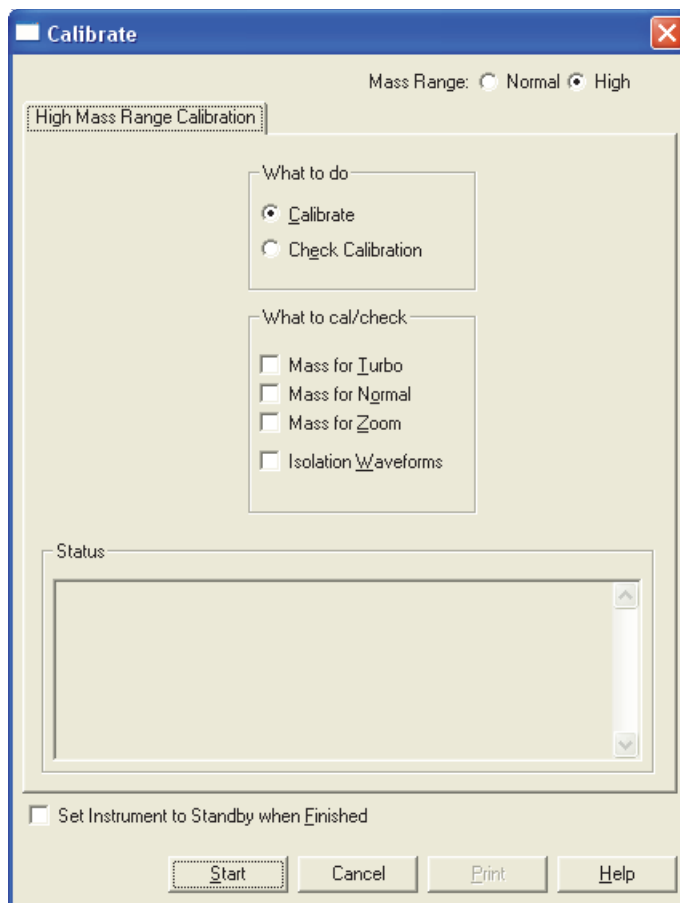 Calibrate
Mass Range: Normal High
High Mass Range Calibration
What to do
Calibrate
Check Calibration
What to cal/check
Mass for Turbo
Mass for Normal
Mass for Zoom
Isolation Waveforms
Status
Set Instrument to Standby when Finished
Start Cancel Print Help